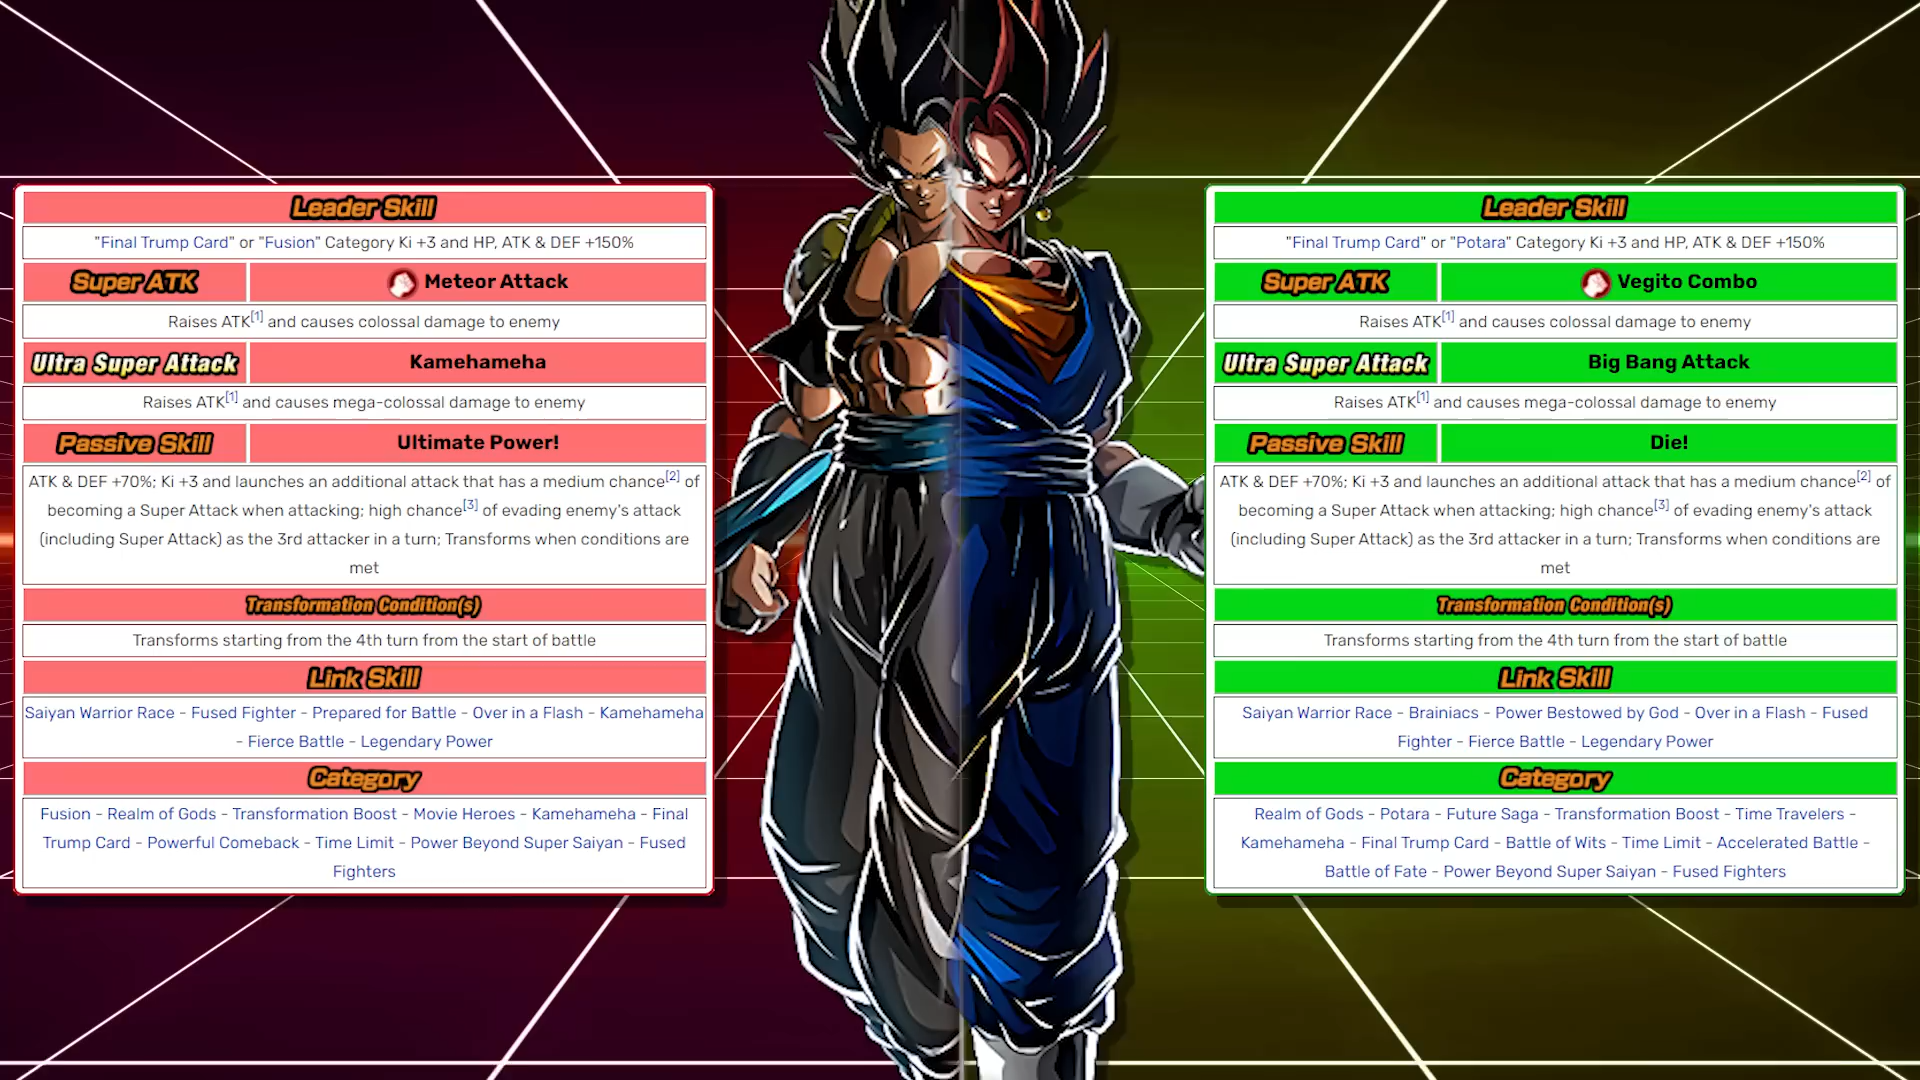 Leader Skill
"Final Trump Card" or "Fusion" Category Ki +3 and HP, ATK & DEF +150%
Super ATK
Meteor Attack
Raises ATK[1] and causes colossal damage to enemy
Ultra Super Attack
Kamehameha
Raises ATK[1] and causes mega-colossal damage to enemy
Passive Skill
Ultimate Power!
ATK & DEF +70%; Ki +3 and launches an additional attack that has a medium chance[2] of
becoming a Super Attack when attacking; high chance[3] of evading enemy's attack
(including Super Attack) as the 3rd attacker in a turn; Transforms when conditions are
met
Transformation Condition(s)
Transforms starting from the 4th turn from the start of battle
Link Skill
Saiyan Warrior Race - Fused Fighter - Prepared for Battle - Over in a Flash - Kamehameha
- Fierce Battle - Legendary Power
Category
Fusion - Realm of Gods - Transformation Boost - Movie Heroes - Kamehameha - Final
Trump Card - Powerful Comeback - Time Limit - Power Beyond Super Saiyan - Fused
Fighters
Leader Skill
"Final Trump Card" or "Potara" Category Ki +3 and HP, ATK & DEF +150%
Super ATK
Vegito Combo
Raises ATK[1] and causes colossal damage to enemy
Ultra Super Attack
Big Bang Attack
Raises ATK[1] and causes mega-colossal damage to enemy
Passive Skill
Die!
ATK & DEF +70%; Ki +3 and launches an additional attack that has a medium chance[2] of
becoming a Super Attack when attacking; high chance[3] of evading enemy's attack
(including Super Attack) as the 3rd attacker in a turn; Transforms when conditions are
met
Transformation Condition(s)
Transforms starting from the 4th turn from the start of battle
Link Skill
Saiyan Warrior Race - Brainiacs - Power Bestowed by God - Over in a Flash - Fused
Fighter - Fierce Battle - Legendary Power
Category
Realm of Gods - Potara - Future Saga - Transformation Boost - Time Travelers -
Kamehameha - Final Trump Card - Battle of Wits - Time Limit - Accelerated Battle -
Battle of Fate - Power Beyond Super Saiyan - Fused Fighters